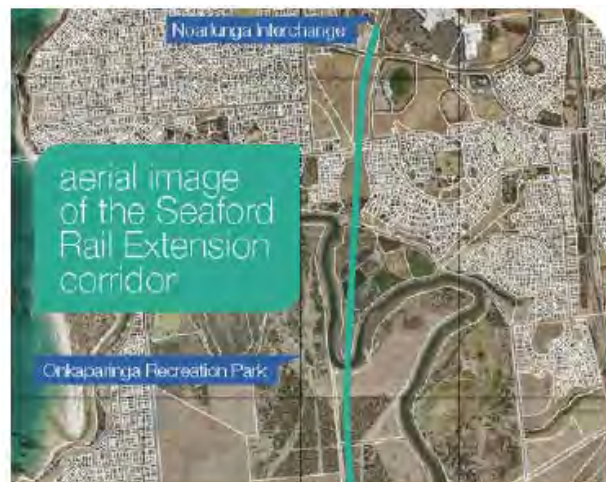 Noarlunga Interchange
aerial image
of the Seaford
Rail Extension
corridor
Onkaparinga Recreation Park